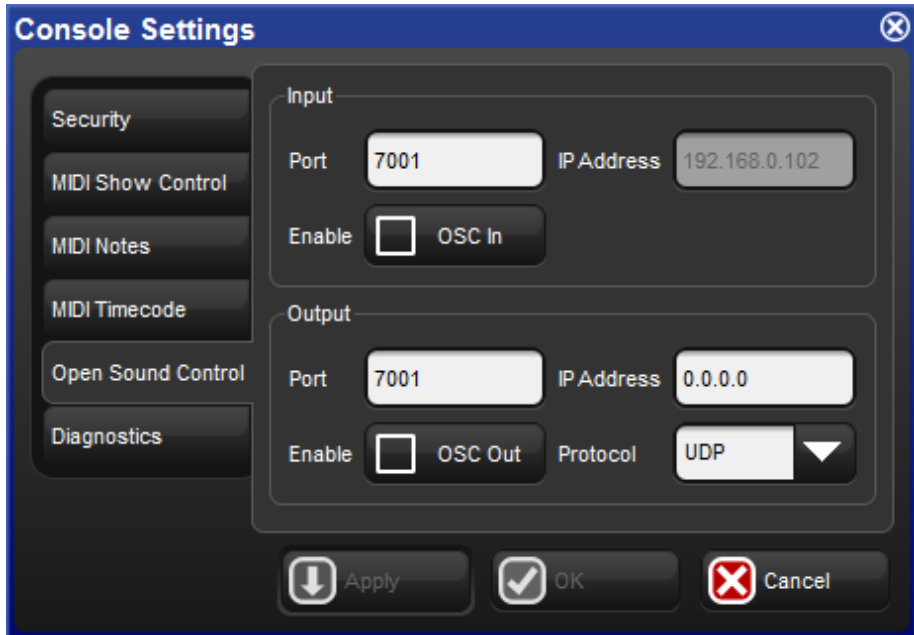 Console Settings
Security
MIDI Show Control
MIDI Notes
MIDI Timecode
Open Sound Control
Diagnostics
Input
Port 7001 IP Address 192.168.0.102
Enable OSC In
Output
Port 7001 IP Address 0.0.0.0
Enable OSC Out Protocol UDP
Apply OK Cancel